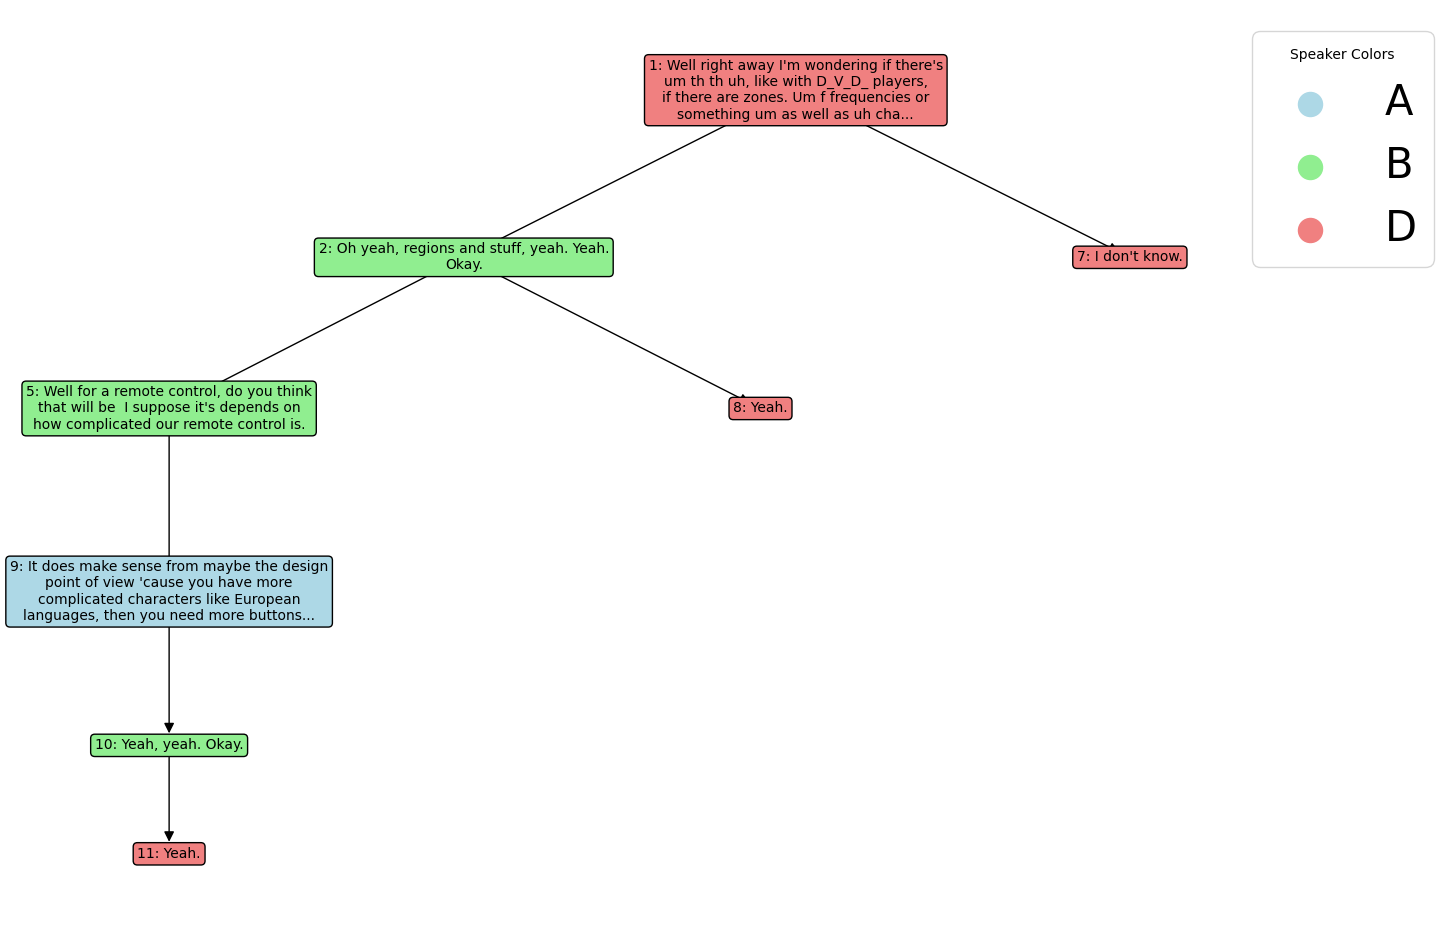 1: Well right away I'm wondering if there's
um th th uh, like with D_V_D_ players,
if there are zones. Um f frequencies or
something um as well as uh cha...
Speaker Colors
A
B
D
2: Oh yeah, regions and stuff, yeah. Yeah.
Okay.
7: I don't know.
5: Well for a remote control, do you think
that will be  I suppose it's depends on
how complicated our remote control is.
8: Yeah.
9: It does make sense from maybe the design
point of view 'cause you have more
complicated characters like European
languages, then you need more buttons...
10: Yeah, yeah. Okay.
11: Yeah.